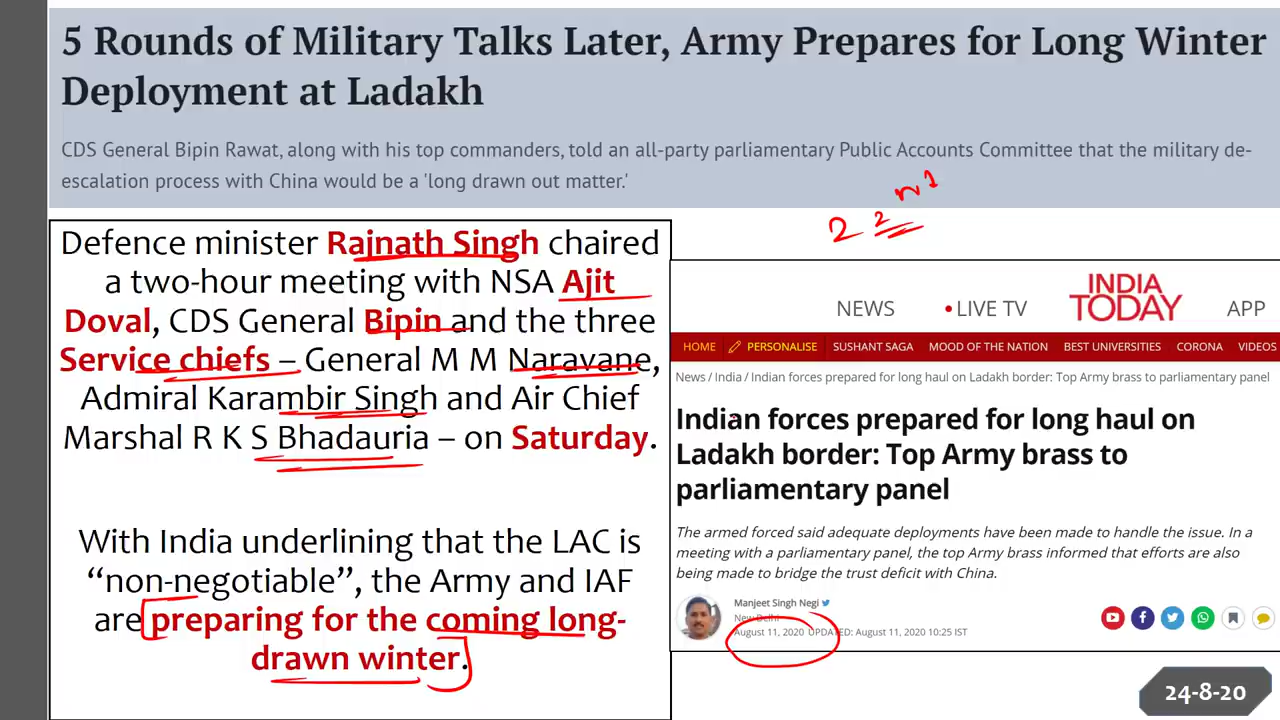 5 Rounds of Military Talks Later, Army Prepares for Long Winter
Deployment at Ladakh
CDS General Bipin Rawat, along with his top commanders, told an all-party parliamentary Public Accounts Committee that the military de-
escalation process with China would be a 'long drawn out matter.'
Defence minister Rajnath Singh chaired
a two-hour meeting with NSA Ajit
Doval, CDS General Bipin and the three
Service chiefs – General M M Naravane,
Admiral Karambir Singh and Air Chief
Marshal R K S Bhadauria – on Saturday.
With India underlining that the LAC is
“non-negotiable”, the Army and IAF
are preparing for the coming long-
drawn winter.
2 2
INDIA
TODAY
NEWS
LIVE TV
APP
HOME PERSONALISE SUSHANT SAGA MOOD OF THE NATION BEST UNIVERSITIES CORONA VIDEOS
News / India / Indian forces prepared for long haul on Ladakh border: Top Army brass to parliamentary panel
Indian forces prepared for long haul on
Ladakh border: Top Army brass to
parliamentary panel
The armed forced said adequate deployments have been made to handle the issue. In a
meeting with a parliamentary panel, the top Army brass informed that efforts are also
being made to bridge the trust deficit with China.
Manjeet Singh Negi
New Delhi
August 11, 2020 UPDATED: August 11, 2020 10:25 IST
24-8-20